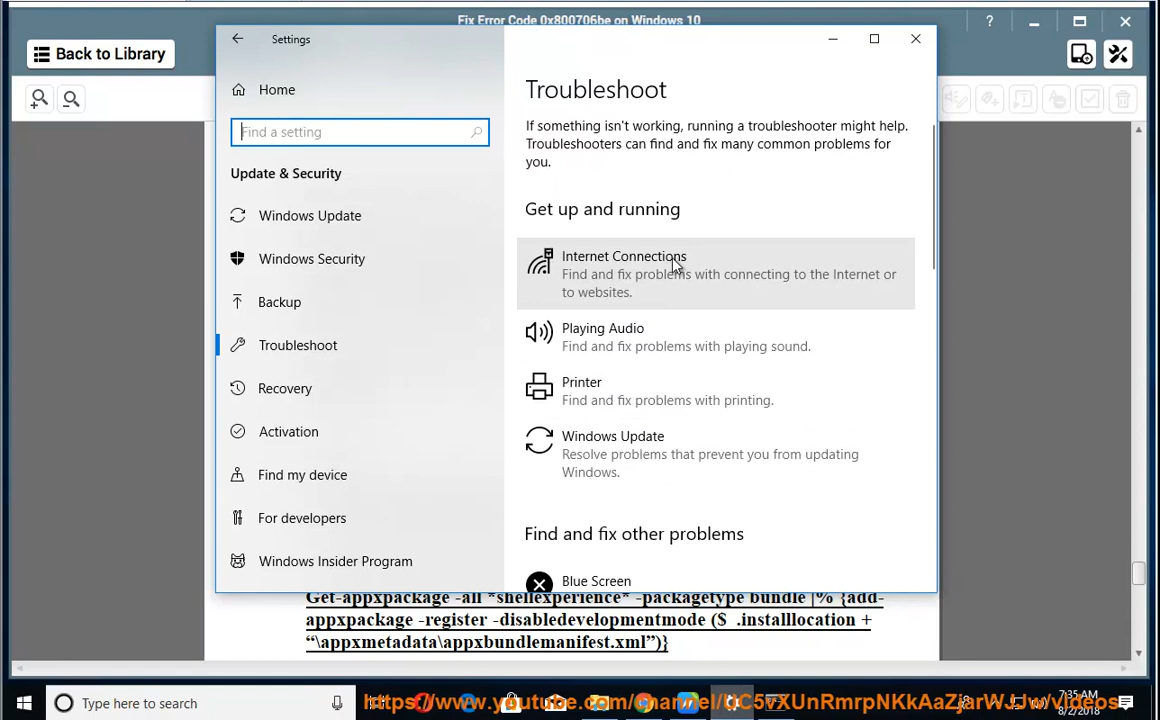 Fix Error Code 0x800706be on Windows 10
Back to Library
Settings
Home
Find a setting
Update & Security
Windows Update
Windows Security
Backup
Troubleshoot
Recovery
Activation
Find my device
For developers
Windows Insider Program
Troubleshoot
If something isn't working, running a troubleshooter might help.
Troubleshooters can find and fix many common problems for
you.
Get up and running
Internet Connections
Find and fix problems with connecting to the Internet or
to websites.
Playing Audio
Find and fix problems with playing sound.
Printer
Find and fix problems with printing.
Windows Update
Resolve problems that prevent you from updating
Windows.
Find and fix other problems
Blue Screen
Get-appxpackage -all *shellexperience* -packagetype bundle |% {add-
appxpackage -register -disabledevelopmentmode ($_.installlocation +
“\appxmetadata\appxbundlemanifest.xml”)}
Type here to search
7:35 AM
8/2/2018